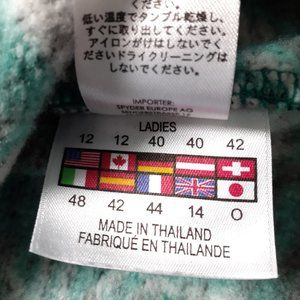 ください。
低い温度でタンブル乾燥し、
すぐに取り出してください。
アイロンがけはしないでくだ
さいドライクリーニングは
しないでください。
IMPORTER:
SPYDER EUROPE AG
LADIES
12 12 40 40 42
48 42 44 14 O
MADE IN THAILAND
FABRIQUÉ EN THAILANDE